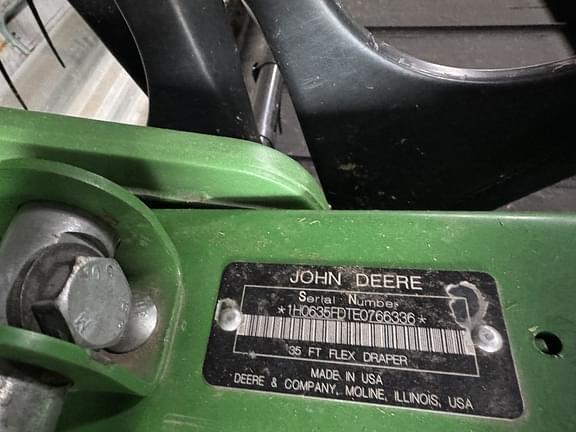 JOHN DEERE
Serial Number
*1H0635FDTE0766336*
35 FT FLEX DRAPER
MADE IN USA
DEERE & COMPANY, MOLINE, ILLINOIS, USA